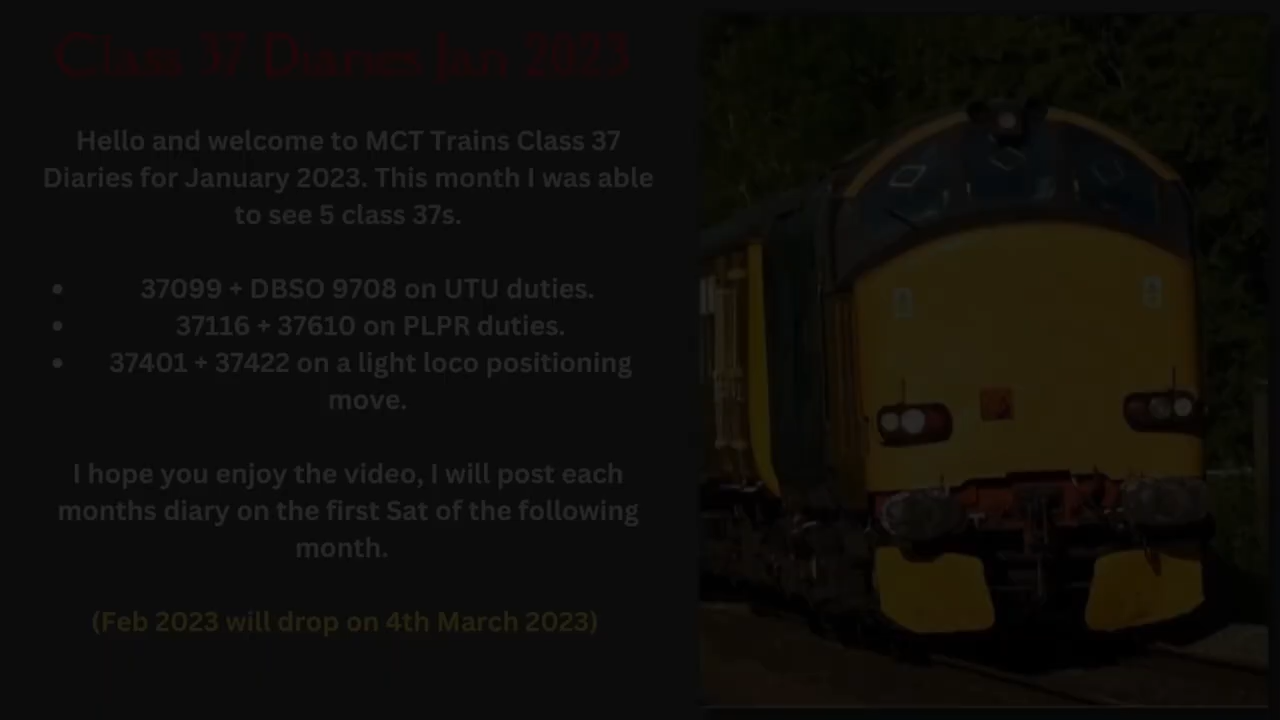 Class 37 Diaries Jan 2023
Hello and welcome to MCT Trains Class 37
Diaries for January 2023. This month I was able
to see 5 class 37s.
• 37099 + DBSO 9708 on UTU duties.
• 37116 + 37610 on PLPR duties.
• 37401 + 37422 on a light loco positioning
move.
I hope you enjoy the video, I will post each
months diary on the first Sat of the following
month.
(Feb 2023 will drop on 4th March 2023)